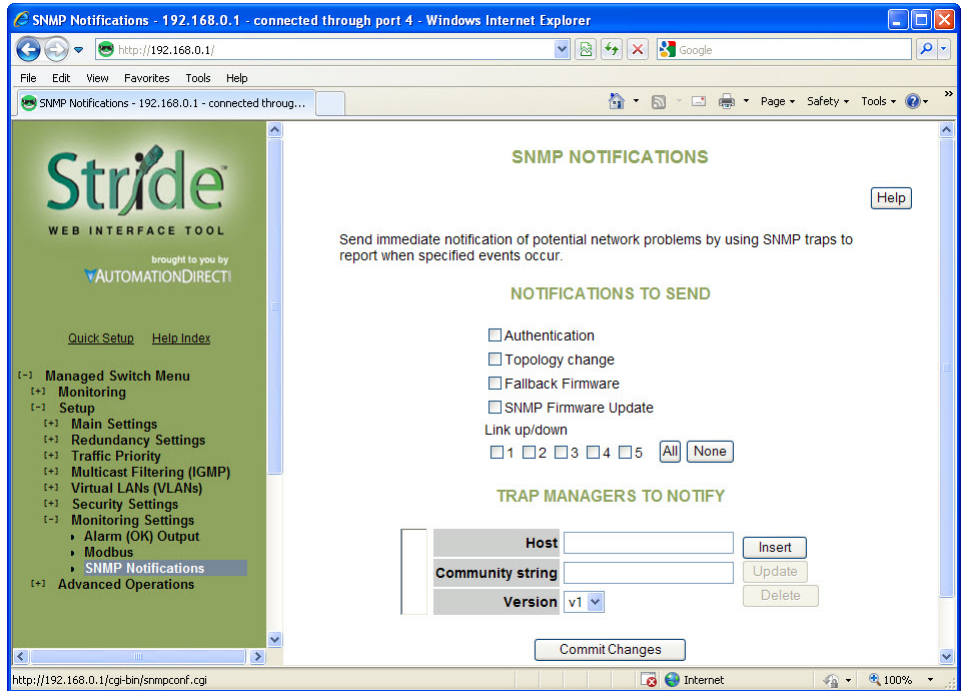 SNMP Notifications - 192.168.0.1 - connected through port 4 - Windows Internet Explorer
http://192.168.0.1/
Google
File Edit View Favorites Tools Help
SNMP Notifications - 192.168.0.1 - connected throug...
Page Safety Tools
Stride™
WEB INTERFACE TOOL
brought to you by
AUTOMATIONDIRECT
Quick Setup Help Index
[-] Managed Switch Menu
[+] Monitoring
[-] Setup
[+] Main Settings
[+] Redundancy Settings
[+] Traffic Priority
[+] Multicast Filtering (IGMP)
[+] Virtual LANs (VLANs)
[+] Security Settings
[-] Monitoring Settings
Alarm (OK) Output
Modbus
SNMP Notifications
[+] Advanced Operations
SNMP NOTIFICATIONS
Help
Send immediate notification of potential network problems by using SNMP traps to
report when specified events occur.
NOTIFICATIONS TO SEND
Authentication
Topology change
Fallback Firmware
SNMP Firmware Update
Link up/down
1 2 3 4 5 All None
TRAP MANAGERS TO NOTIFY
Host Insert
Community string Update
Version v1 Delete
Commit Changes
http://192.168.0.1/cgi-bin/snmpconf.cgi Internet 100%